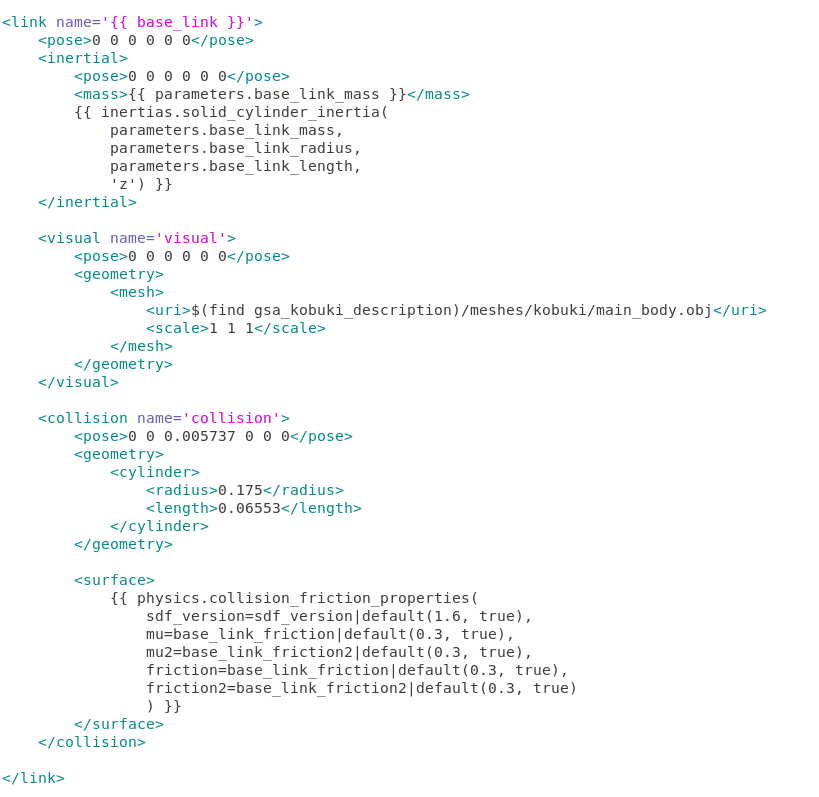 <link name='{{ base_link }}'>
    <pose>0 0 0 0 0 0</pose>
    <inertial>
        <pose>0 0 0 0 0 0</pose>
        <mass>{{ parameters.base_link_mass }}</mass>
        {{ inertias.solid_cylinder_inertia(
            parameters.base_link_mass,
            parameters.base_link_radius,
            parameters.base_link_length,
            'z') }}
    </inertial>

    <visual name='visual'>
        <pose>0 0 0 0 0 0</pose>
        <geometry>
            <mesh>
                <uri>$(find gsa_kobuki_description)/meshes/kobuki/main_body.obj</uri>
                <scale>1 1 1</scale>
            </mesh>
        </geometry>
    </visual>

    <collision name='collision'>
        <pose>0 0 0.005737 0 0 0</pose>
        <geometry>
            <cylinder>
                <radius>0.175</radius>
                <length>0.06553</length>
            </cylinder>
        </geometry>

        <surface>
            {{ physics.collision_friction_properties(
                sdf_version=sdf_version|default(1.6, true),
                mu=base_link_friction|default(0.3, true),
                mu2=base_link_friction2|default(0.3, true),
                friction=base_link_friction|default(0.3, true),
                friction2=base_link_friction2|default(0.3, true)
                ) }}
        </surface>
    </collision>

</link>